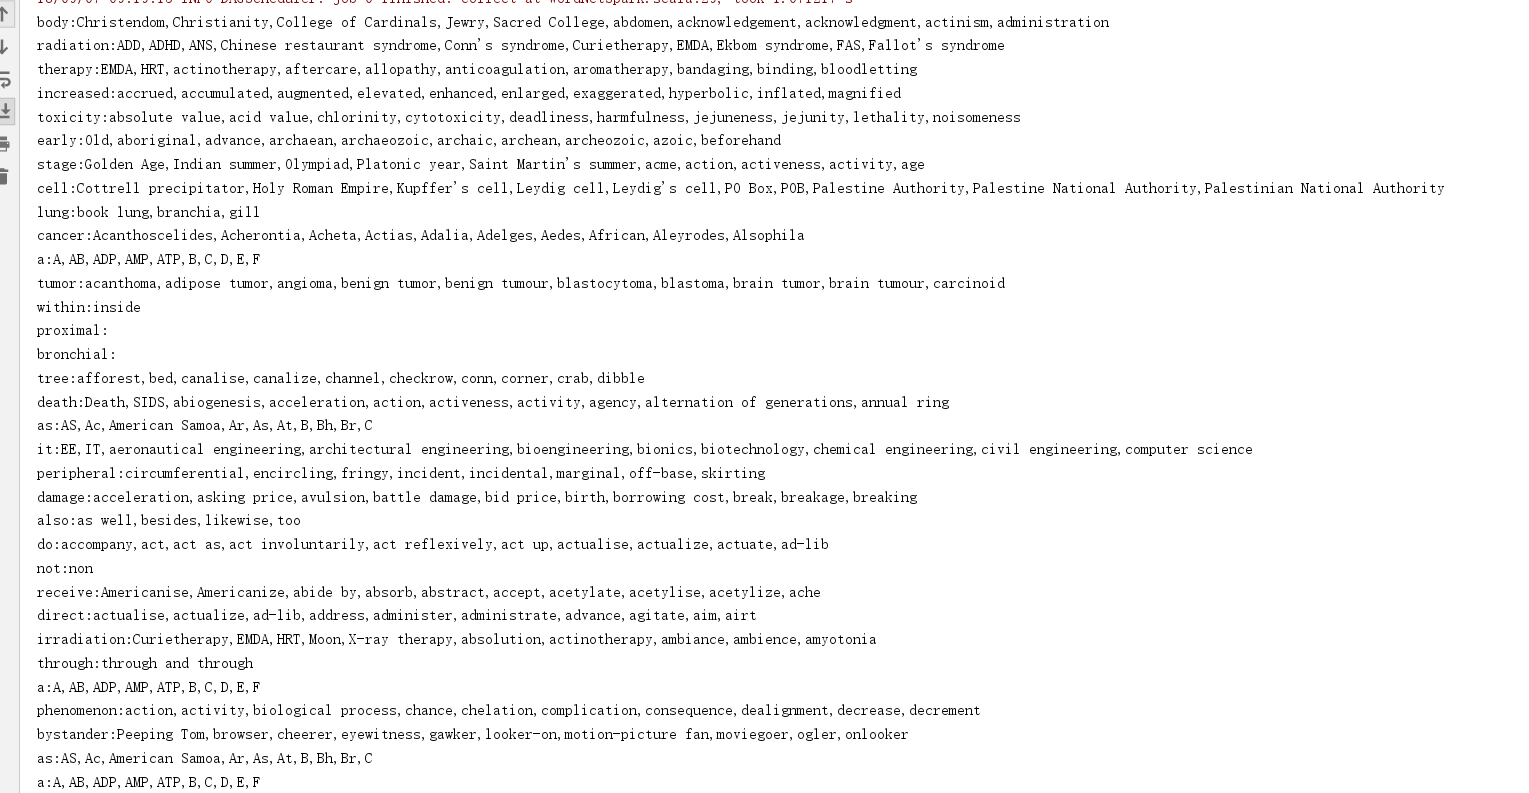 body:Christendom,Christianity,College of Cardinals,Jewry,Sacred College,abdomen,acknowledgement,acknowledgment,actinism,administration
radiation:ADD,ADHD,ANS,Chinese restaurant syndrome,Conn's syndrome,Curietherapy,EMDA,Ekbom syndrome,FAS,Fallot's syndrome
therapy:EMDA,HRT,actinotherapy,aftercare,allopathy,anticoagulation,aromatherapy,bandaging,binding,bloodletting
increased:accrued,accumulated,augmented,elevated,enhanced,enlarged,exaggerated,hyperbolic,inflated,magnified
toxicity:absolute value,acid value,chlorinity,cytotoxicity,deadliness,harmfulness,jejuneness,jejunity,lethality,noisomeness
early:Old,aboriginal,advance,archaean,archaeozoic,archaic,archean,archeozoic,azoic,beforehand
stage:Golden Age,Indian summer,Olympiad,Platonic year,Saint Martin's summer,acme,action,activeness,activity,age
cell:Cottrell precipitator,Holy Roman Empire,Kupffer's cell,Leydig cell,Leydig's cell,PO Box,POB,Palestine Authority,Palestine National Authority,Palestinian National Authority
lung:book lung,branchia,gill
cancer:Acanthoscelides,Acherontia,Acheta,Actias,Adalia,Adelges,Aedes,African,Aleyrodes,Alsophila
a:A,AB,ADP,AMP,ATP,B,C,D,E,F
tumor:acanthoma,adipose tumor,angioma,benign tumor,benign tumour,blastocytoma,blastoma,brain tumor,brain tumour,carcinoid
within:inside
proximal:
bronchial:
tree:afforest,bed,canalise,canalize,channel,checkrow,conn,corner,crab,dibble
death:Death,SIDS,abiogenesis,acceleration,action,activeness,activity,agency,alternation of generations,annual ring
as:AS,Ac,American Samoa,Ar,As,At,B,Bh,Br,C
it:EE,IT,aeronautical engineering,architectural engineering,bioengineering,bionics,biotechnology,chemical engineering,civil engineering,computer science
peripheral:circumferential,encircling,fringy,incident,incidental,marginal,off-base,skirting
damage:acceleration,asking price,avulsion,battle damage,bid price,birth,borrowing cost,break,breakage,breaking
also:as well,besides,likewise,too
do:accompany,act,act as,act involuntarily,act reflexively,act up,actualise,actualize,actuate,ad-lib
not:non
receive:Americanise,Americanize,abide by,absorb,abstract,accept,acetylate,acetylise,acetylize,ache
direct:actualise,actualize,ad-lib,address,administer,administrate,advance,agitate,aim,airt
irradiation:Curietherapy,EMDA,HRT,Moon,X-ray therapy,absolution,actinotherapy,ambiance,ambience,amyotonia
through:through and through
a:A,AB,ADP,AMP,ATP,B,C,D,E,F
phenomenon:action,activity,biological process,chance,chelation,complication,consequence,dealignment,decrease,decrement
bystander:Peeping Tom,browser,cheerer,eyewitness,gawker,looker-on,motion-picture fan,moviegoer,ogler,onlooker
as:AS,Ac,American Samoa,Ar,As,At,B,Bh,Br,C
a:A,AB,ADP,AMP,ATP,B,C,D,E,F